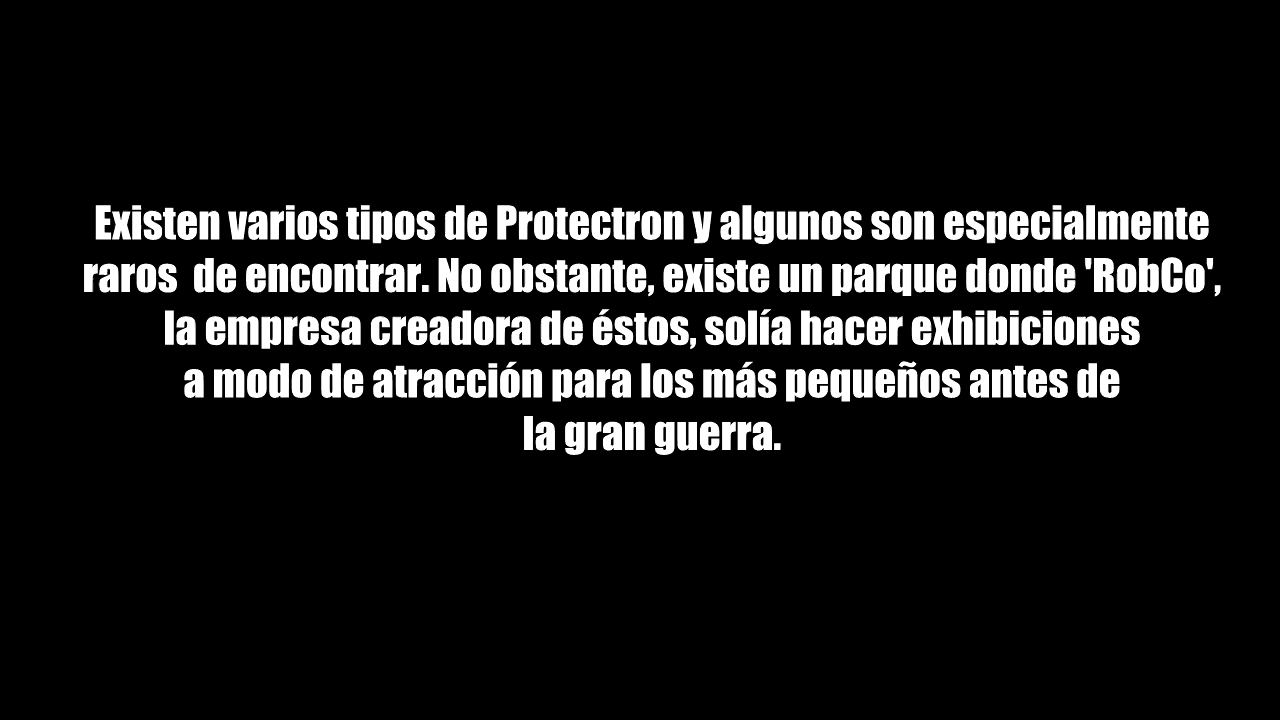 Existen varios tipos de Protectron y algunos son especialmente
raros  de encontrar. No obstante, existe un parque donde 'RobCo',
la empresa creadora de éstos, solía hacer exhibiciones
a modo de atracción para los más pequeños antes de
la gran guerra.